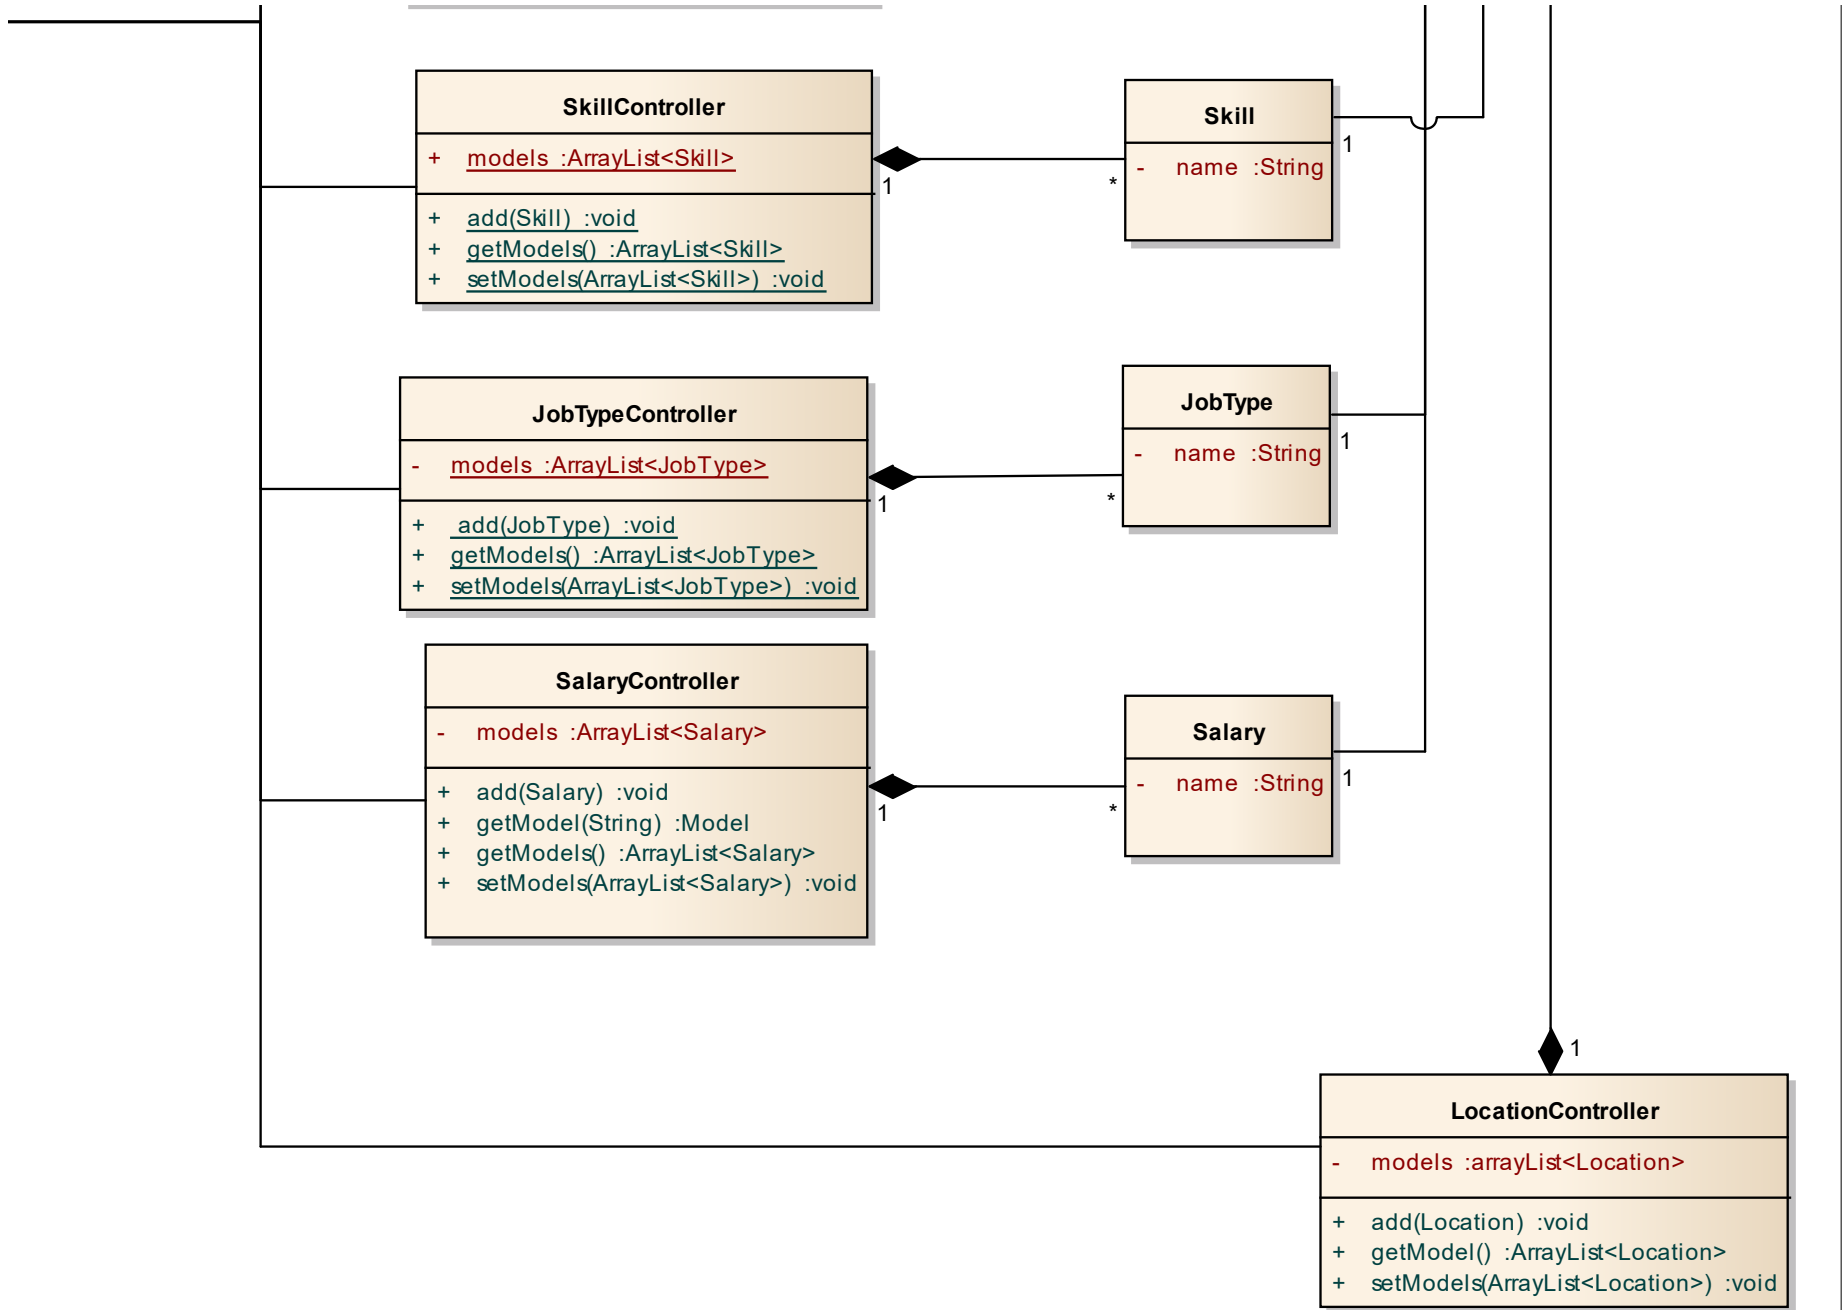 SkillController
+ models :ArrayList<Skill>
+ add(Skill) :void
+ getModels() :ArrayList<Skill>
+ setModels(ArrayList<Skill>) :void
1
*
Skill
- name :String
1
JobTypeController
- models :ArrayList<JobType>
+ add(JobType) :void
+ getModels() :ArrayList<JobType>
+ setModels(ArrayList<JobType>) :void
1
*
JobType
- name :String
1
SalaryController
- models :ArrayList<Salary>
+ add(Salary) :void
+ getModel(String) :Model
+ getModels() :ArrayList<Salary>
+ setModels(ArrayList<Salary>) :void
1
*
Salary
- name :String
1
1
LocationController
- models :arrayList<Location>
+ add(Location) :void
+ getModel() :ArrayList<Location>
+ setModels(ArrayList<Location>) :void